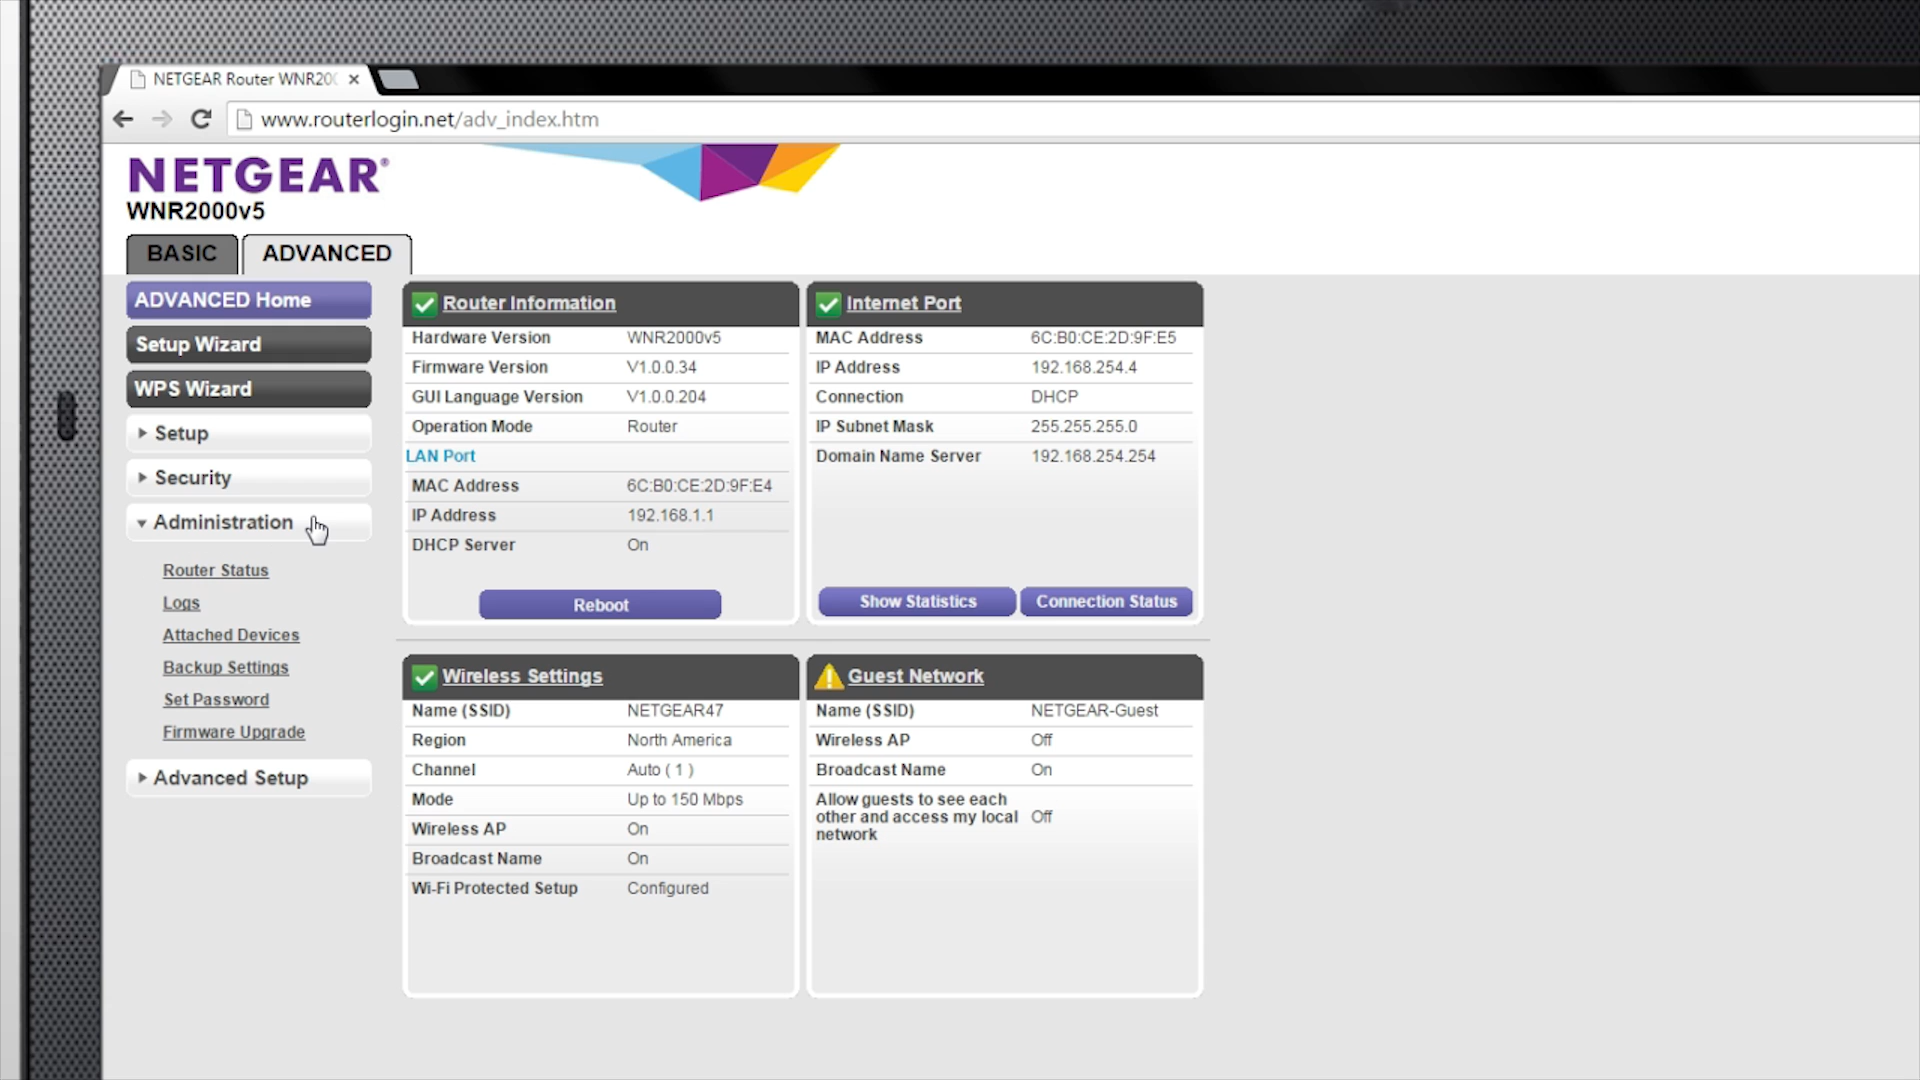 NETGEAR Router WNR20
www.routerlogin.net/adv_index.htm
NETGEAR®
WNR2000v5
BASIC
ADVANCED
ADVANCED Home
Setup Wizard
WPS Wizard
Setup
Security
Administration
Router Status
Logs
Attached Devices
Backup Settings
Set Password
Firmware Upgrade
Advanced Setup
Router Information
Hardware Version WNR2000v5
Firmware Version V1.0.0.34
GUI Language Version V1.0.0.204
Operation Mode Router
LAN Port
MAC Address 6C:B0:CE:2D:9F:E4
IP Address 192.168.1.1
DHCP Server On
Reboot
Internet Port
MAC Address 6C:B0:CE:2D:9F:E5
IP Address 192.168.254.4
Connection DHCP
IP Subnet Mask 255.255.255.0
Domain Name Server 192.168.254.254
Show Statistics
Connection Status
Wireless Settings
Name (SSID) NETGEAR47
Region North America
Channel Auto ( 1 )
Mode Up to 150 Mbps
Wireless AP On
Broadcast Name On
Wi-Fi Protected Setup Configured
Guest Network
Name (SSID) NETGEAR-Guest
Wireless AP Off
Broadcast Name On
Allow guests to see each
other and access my local Off
network